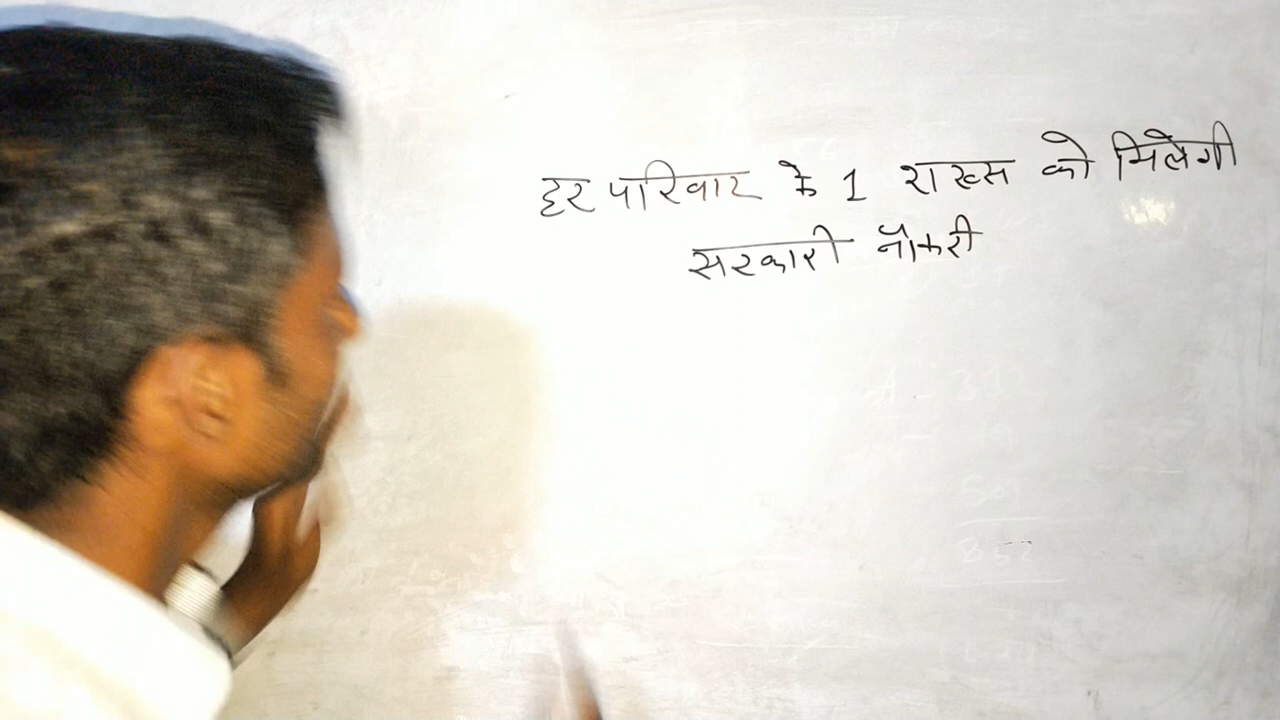 हर परिवार के 1 शख्स को मिलेगी
सरकारी नौकरी